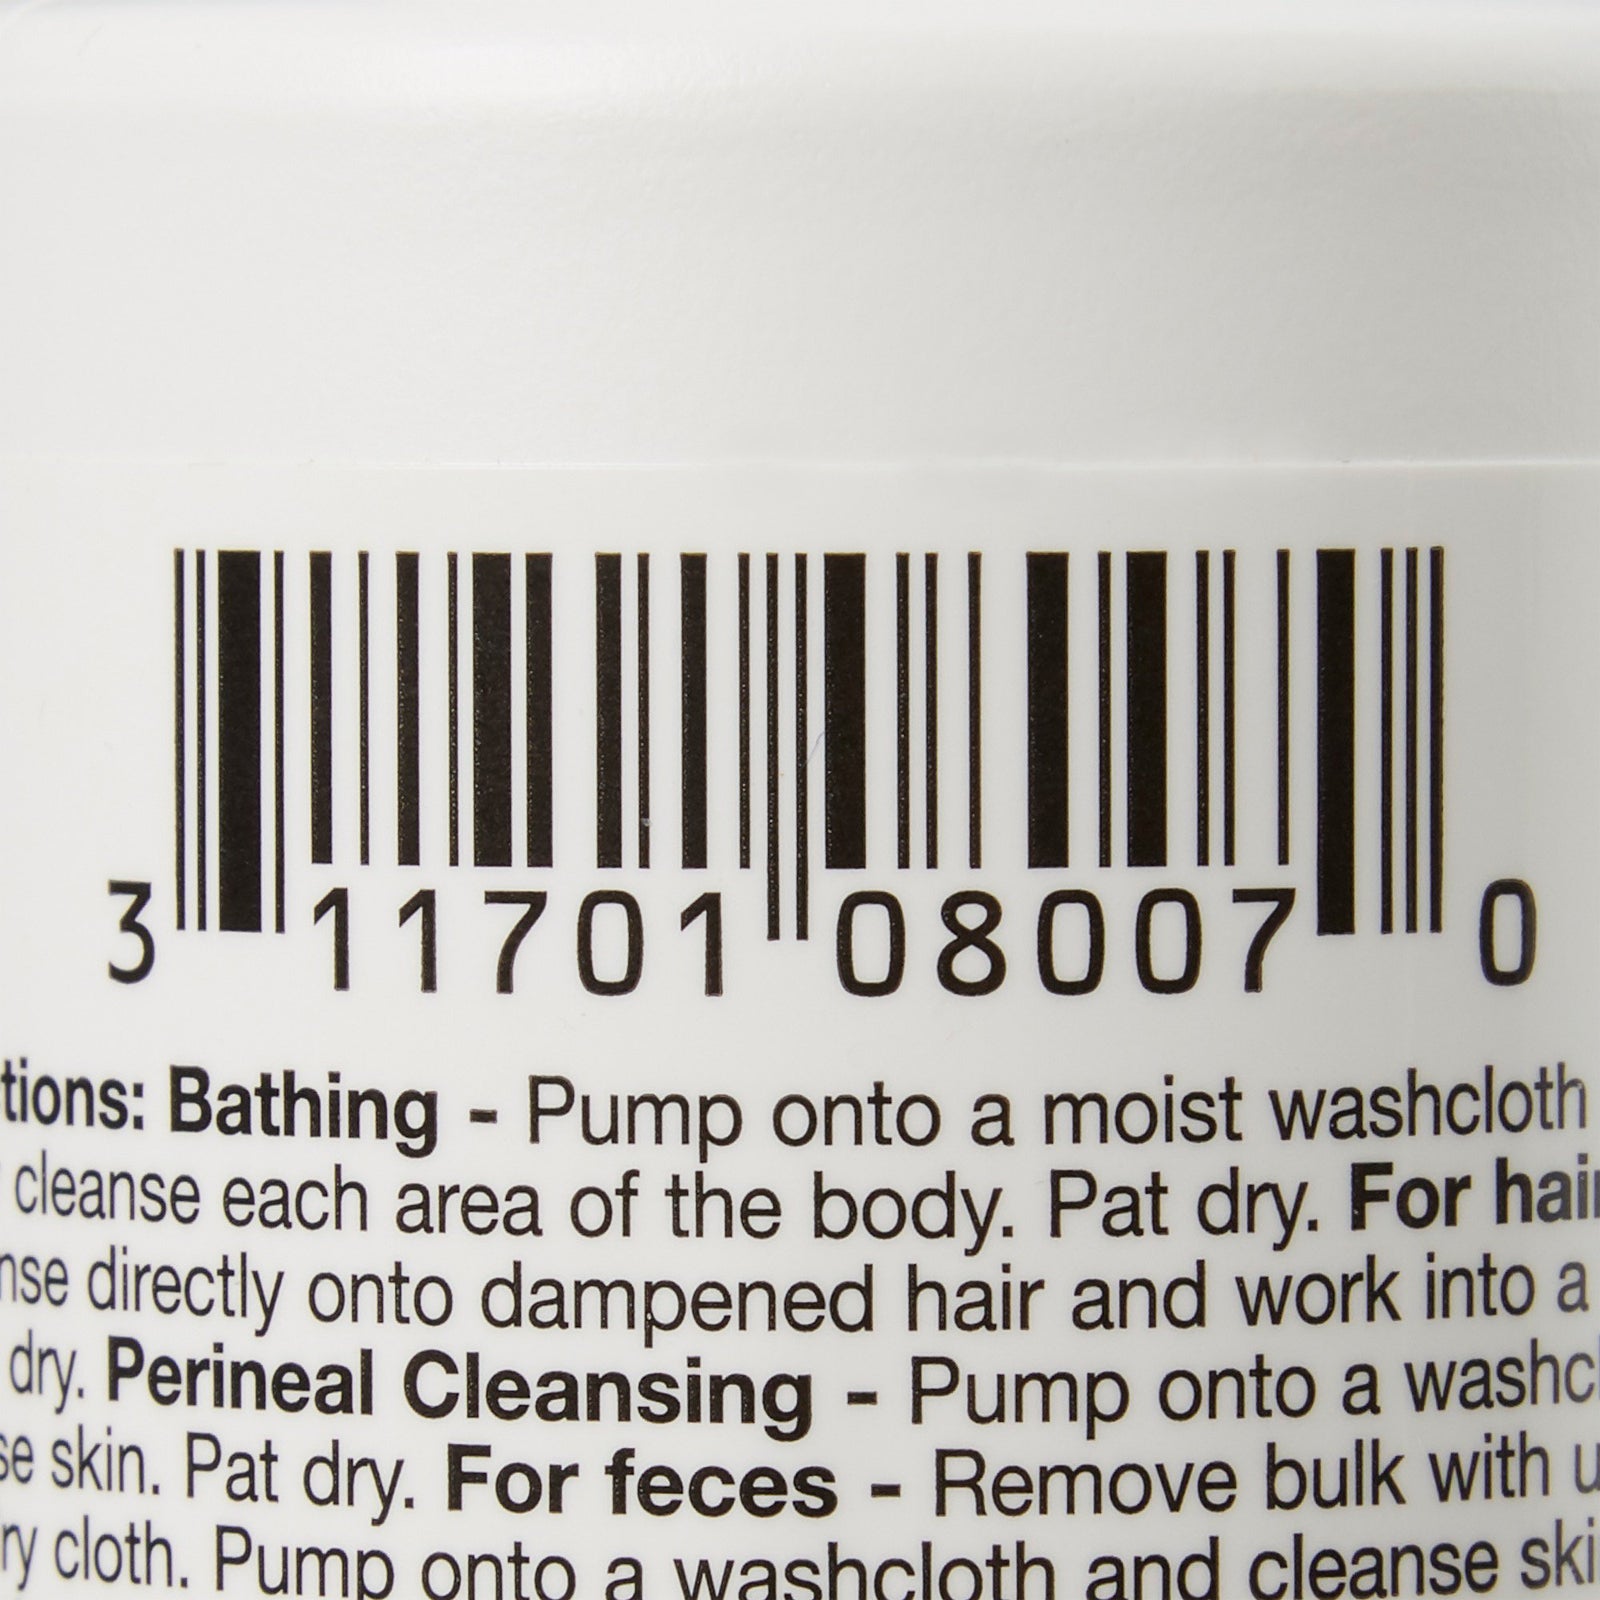 3 11701 08007 0
tions: Bathing - Pump onto a moist washcloth
cleanse each area of the body. Pat dry. For hair
nse directly onto dampened hair and work into a
dry. Perineal Cleansing - Pump onto a washcl
se skin. Pat dry. For feces - Remove bulk with u
ry cloth. Pump onto a washcloth and cleanse ski